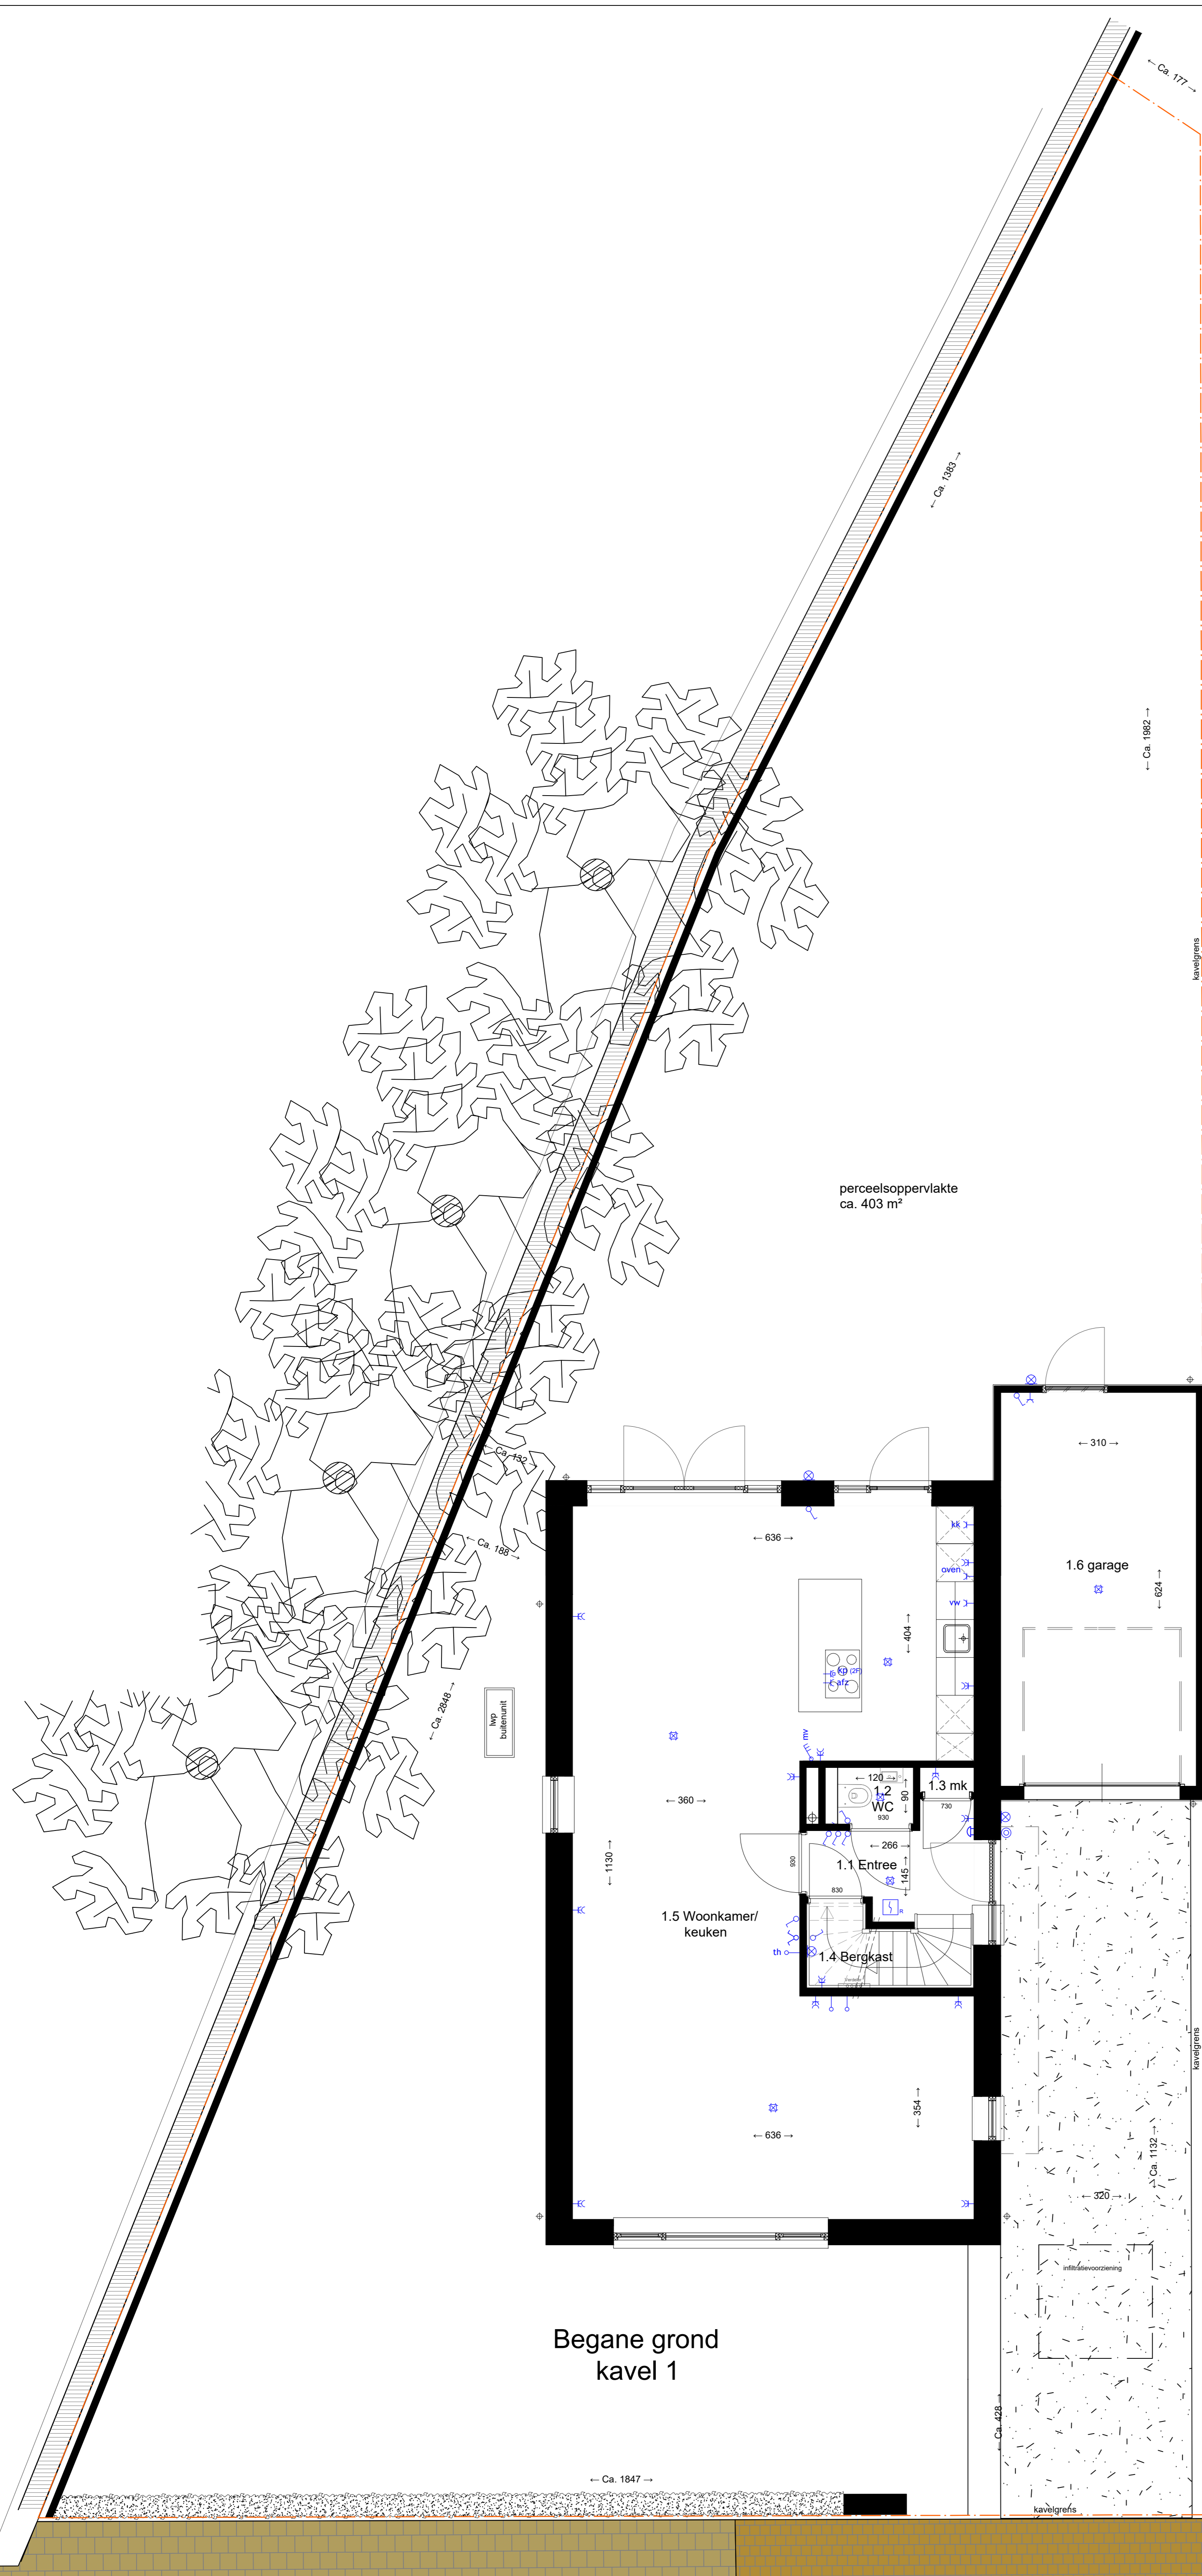 ← Ca. 177 →
← Ca. 1383 →
← Ca. 1982 →
kavelgrens
perceelsoppervlakte
ca. 403 m²
← Ca. 132 →
← Ca. 188 →
← Ca. 2848 →
lwp
buitenunit
← 310 →
1.6 garage
← 624 →
← 636 →
kk
oven
vw
← 404 →
kp (2F)
afz
mv
← 360 →
← 1130 →
← 120 →
1.2
WC
← 90 →
930
1.3 mk
730
← 266 →
1.1 Entree
← 145 →
930
830
R
1.5 Woonkamer/
keuken
th
1.4 Bergkast
kavelgrens
← 354 →
← 636 →
← Ca. 1132 →
← 320 →
infiltratievoorziening
Begane grond
kavel 1
← Ca. 428 →
← Ca. 1847 →
kavelgrens